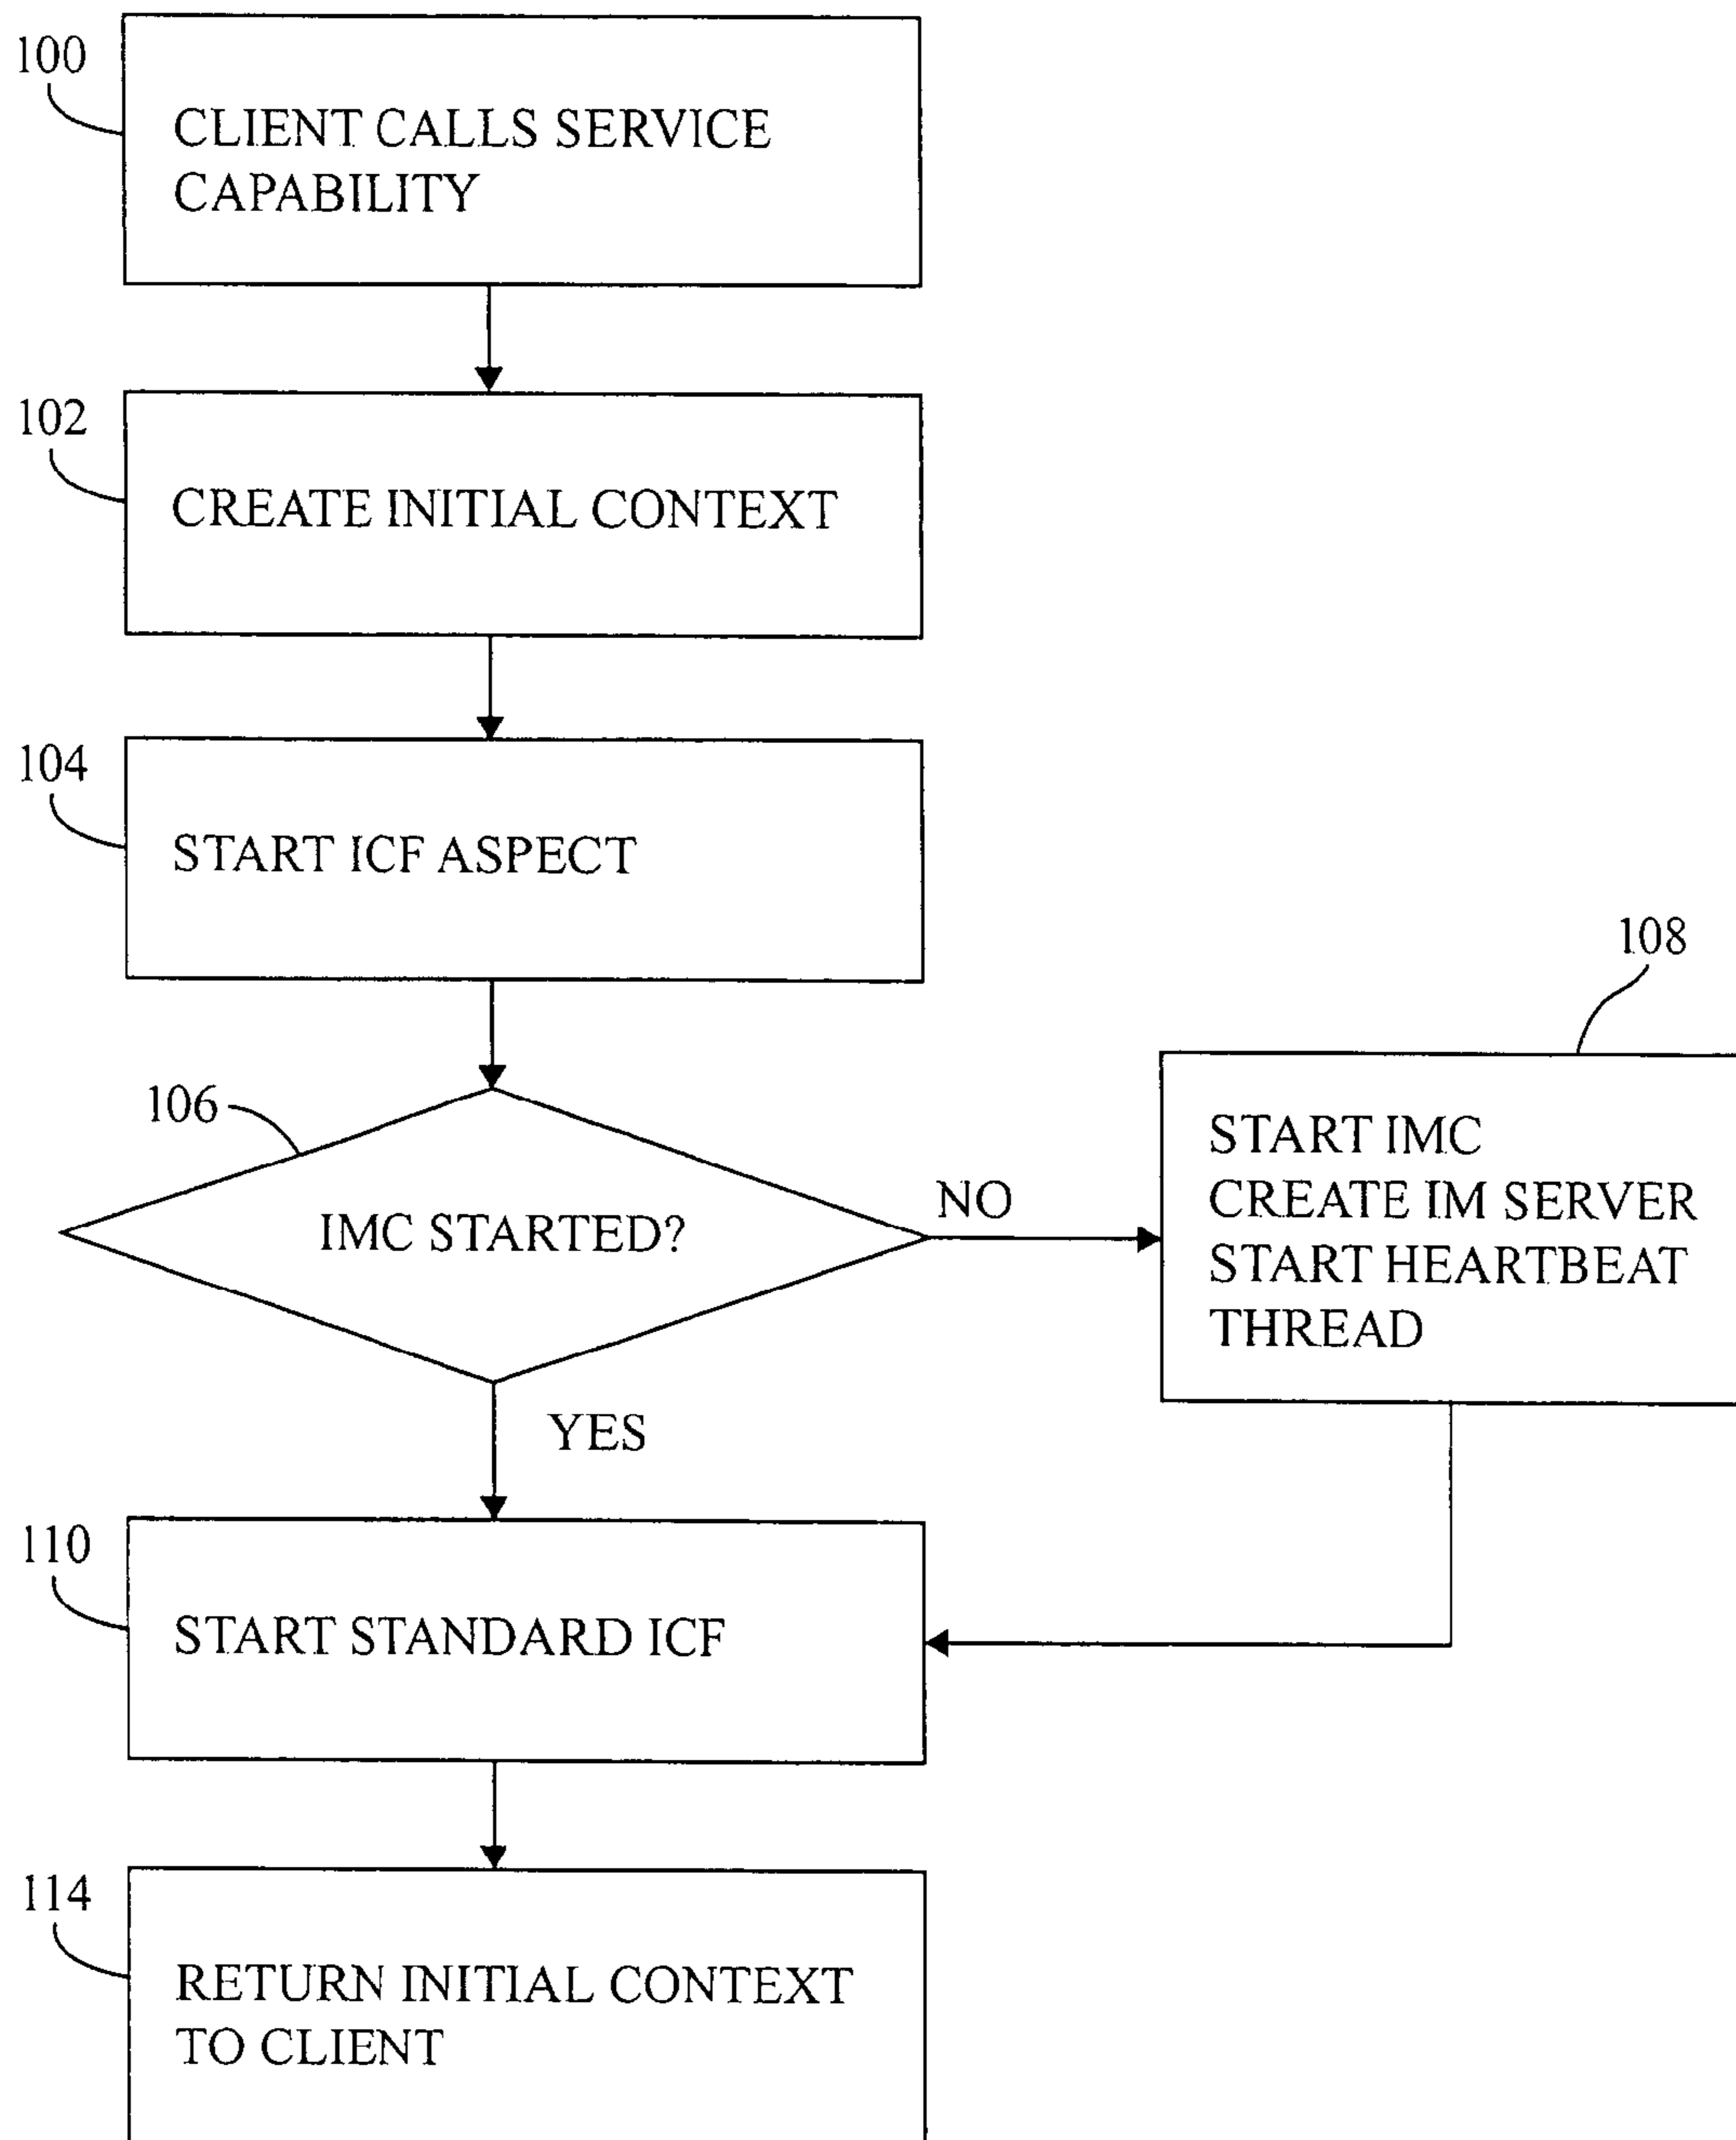 100
CLIENT CALLS SERVICE
CAPABILITY
102
CREATE INITIAL CONTEXT
104
START ICF ASPECT
106
IMC STARTED?
NO
108
START IMC
CREATE IM SERVER
START HEARTBEAT
THREAD
YES
110
START STANDARD ICF
114
RETURN INITIAL CONTEXT
TO CLIENT